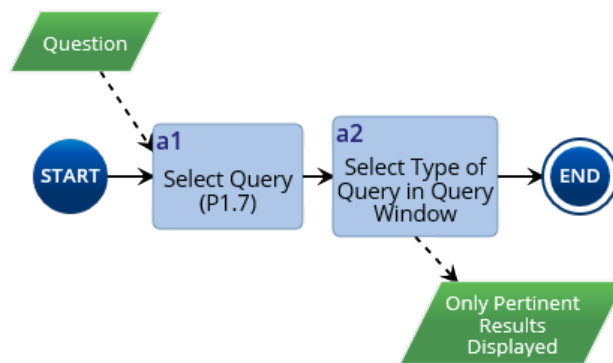 Question
START
a1
Select Query
(P1.7)
a2
Select Type of
Query in Query
Window
END
Only Pertinent
Results
Displayed